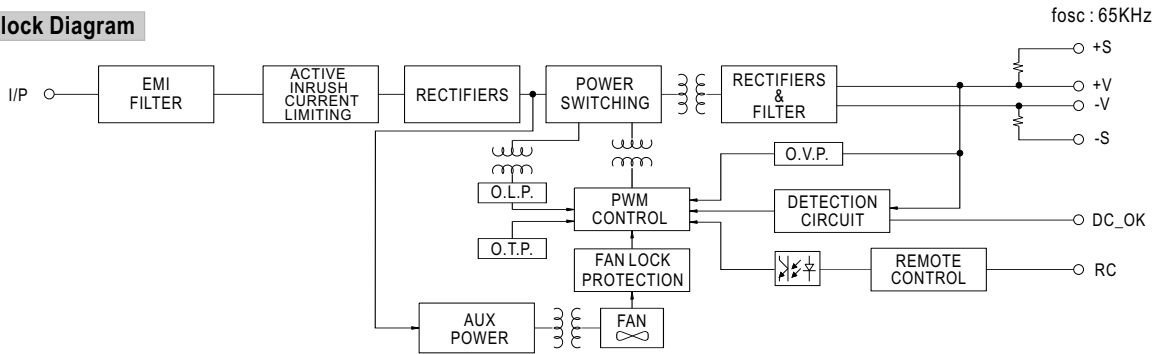 lock Diagram
fosc : 65KHz
I/P
EMI
FILTER
ACTIVE
INRUSH
CURRENT
LIMITING
RECTIFIERS
POWER
SWITCHING
RECTIFIERS
&
FILTER
+S
+V
-V
-S
O.V.P.
O.L.P.
PWM
CONTROL
DETECTION
CIRCUIT
DC_OK
O.T.P.
FAN LOCK
PROTECTION
REMOTE
CONTROL
RC
AUX
POWER
FAN